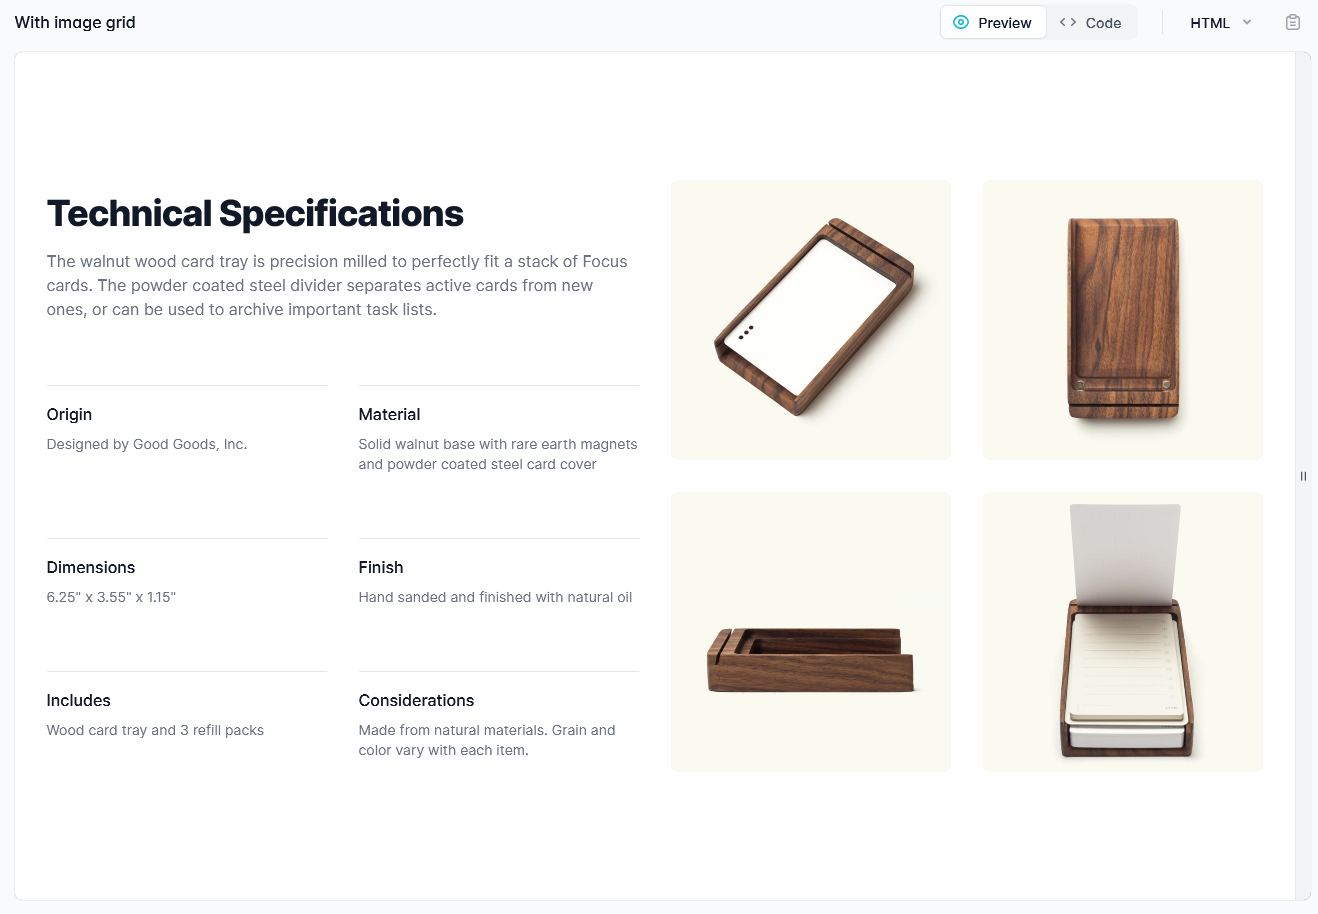 With image grid
Preview
Code
HTML
Technical Specifications
The walnut wood card tray is precision milled to perfectly fit a stack of Focus
cards. The powder coated steel divider separates active cards from new
ones, or can be used to archive important task lists.
Origin
Designed by Good Goods, Inc.
Material
Solid walnut base with rare earth magnets
and powder coated steel card cover
Dimensions
6.25" x 3.55" x 1.15"
Finish
Hand sanded and finished with natural oil
Includes
Wood card tray and 3 refill packs
Considerations
Made from natural materials. Grain and
color vary with each item.